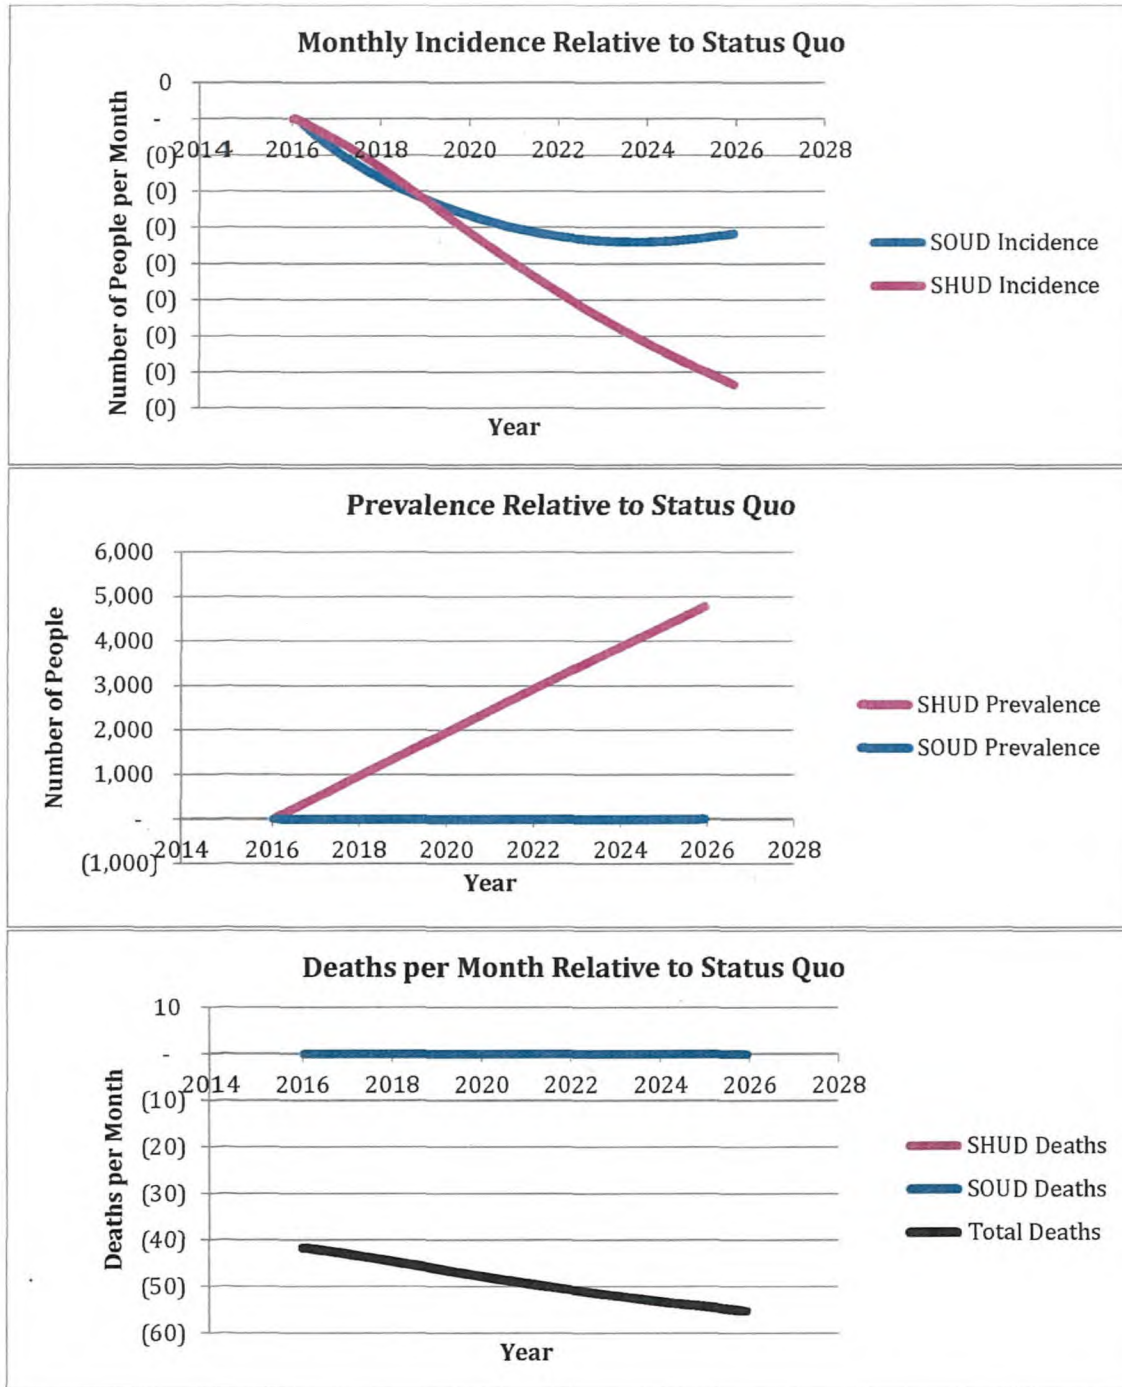 Monthly Incidence Relative to Status Quo
Number of People per Month
0
-
(0)
(0)
(0)
(0)
(0)
(0)
(0)
(0)
2014 2016 2018 2020 2022 2024 2026 2028
Year
SOUD Incidence
SHUD Incidence
Prevalence Relative to Status Quo
Number of People
6,000
5,000
4,000
3,000
2,000
1,000
-
(1,000)
2014 2016 2018 2020 2022 2024 2026 2028
Year
SHUD Prevalence
SOUD Prevalence
Deaths per Month Relative to Status Quo
Deaths per Month
10
-
(10)
(20)
(30)
(40)
(50)
(60)
2014 2016 2018 2020 2022 2024 2026 2028
Year
SHUD Deaths
SOUD Deaths
Total Deaths